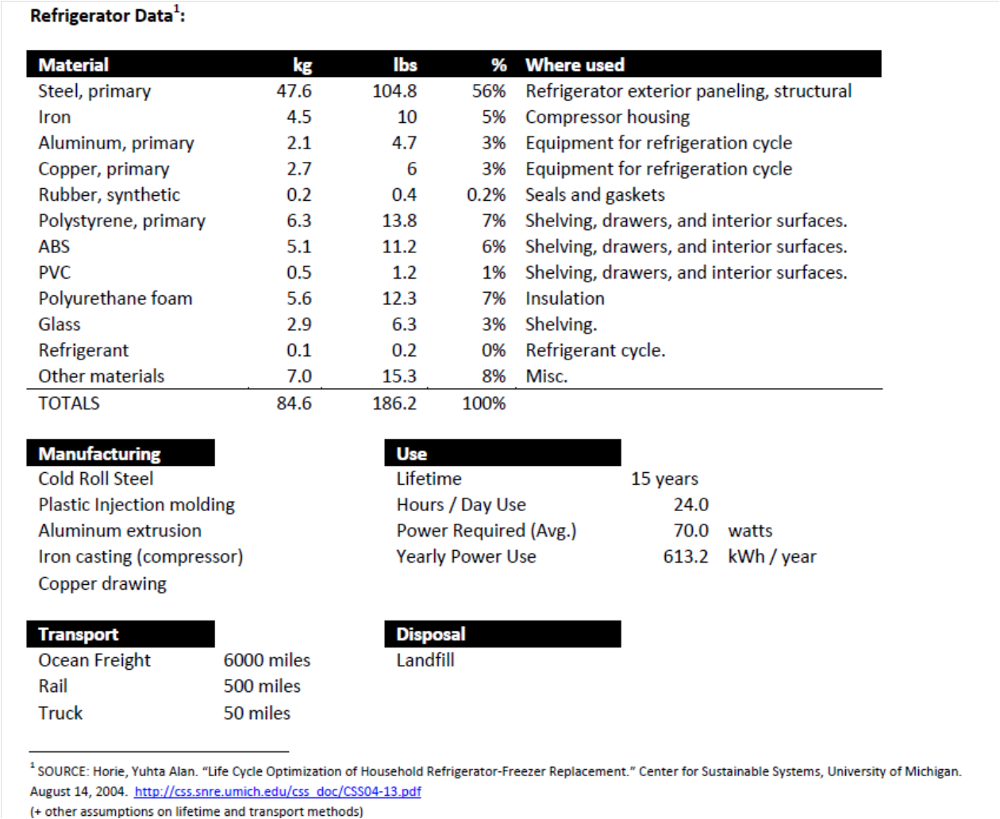 Refrigerator Data1:
Material kg lbs % Where used
Steel, primary 47.6 104.8 56% Refrigerator exterior paneling, structural
Iron 4.5 10 5% Compressor housing
Aluminum, primary 2.1 4.7 3% Equipment for refrigeration cycle
Copper, primary 2.7 6 3% Equipment for refrigeration cycle
Rubber, synthetic 0.2 0.4 0.2% Seals and gaskets
Polystyrene, primary 6.3 13.8 7% Shelving, drawers, and interior surfaces.
ABS 5.1 11.2 6% Shelving, drawers, and interior surfaces.
PVC 0.5 1.2 1% Shelving, drawers, and interior surfaces.
Polyurethane foam 5.6 12.3 7% Insulation
Glass 2.9 6.3 3% Shelving.
Refrigerant 0.1 0.2 0% Refrigerant cycle.
Other materials 7.0 15.3 8% Misc.
TOTALS 84.6 186.2 100%
Manufacturing
Cold Roll Steel
Plastic Injection molding
Aluminum extrusion
Iron casting (compressor)
Copper drawing
Use
Lifetime 15 years
Hours / Day Use 24.0
Power Required (Avg.) 70.0 watts
Yearly Power Use 613.2 kWh / year
Transport
Ocean Freight 6000 miles
Rail 500 miles
Truck 50 miles
Disposal
Landfill
1 SOURCE: Horie, Yuhta Alan. “Life Cycle Optimization of Household Refrigerator-Freezer Replacement.” Center for Sustainable Systems, University of Michigan.
August 14, 2004. http://css.snre.umich.edu/css_doc/CSS04-13.pdf
(+ other assumptions on lifetime and transport methods)